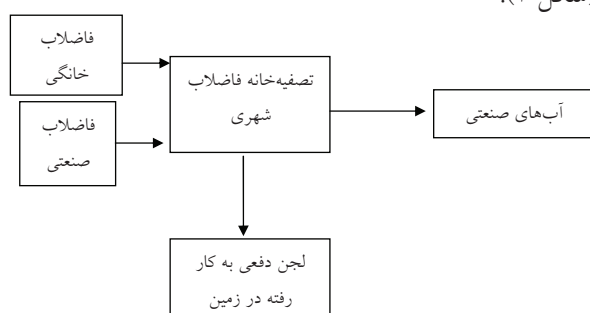 فاضلاب
خانگی
تصفیه‌خانه فاضلاب
شهری
فاضلاب
صنعتی
آب‌های صنعتی
لجن دفعی به کار
رفته در زمین